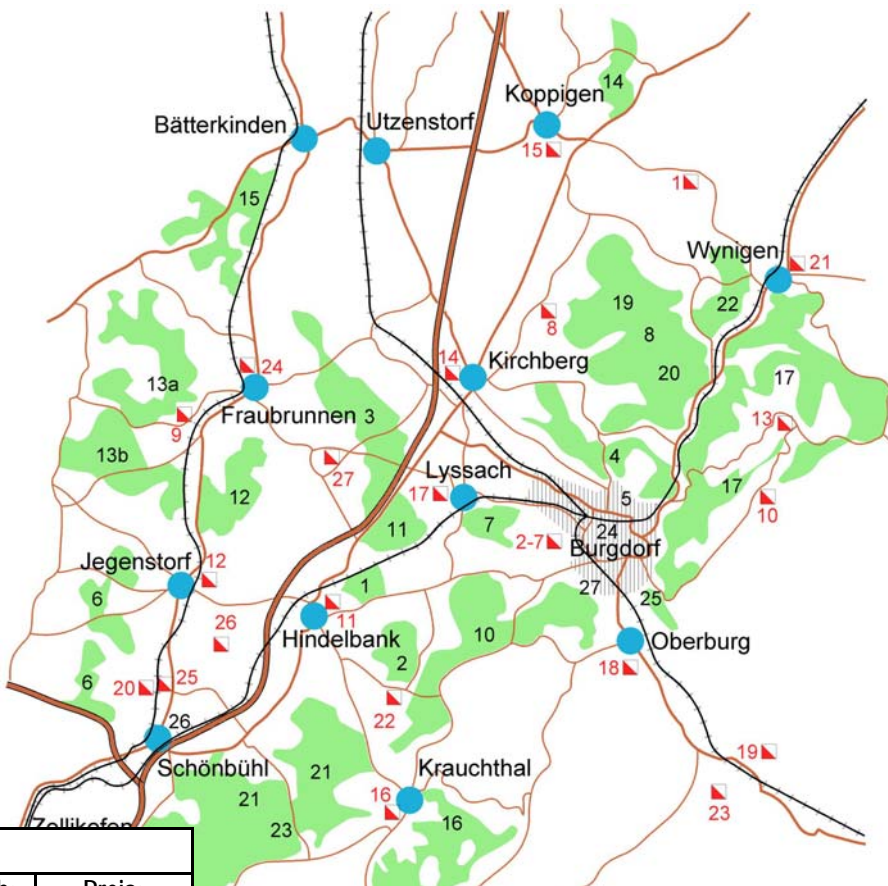 14
Koppigen
Bätterkinden
Utzenstorf
15
1
15
Wynigen
21
19
22
8
8
14
Kirchberg
24
20
13a
17
Fraubrunnen
3
9
13
4
13b
27
Lyssach
17
12
17
5
10
11
7
24
2-7
Burgdorf
Jegenstorf
12
1
27
25
6
26
11
10
Hindelbank
Oberburg
2
18
6
20
25
22
26
19
Schönbühl
21
Krauchthal
21
16
23
Zollikofen
23
16
Preis